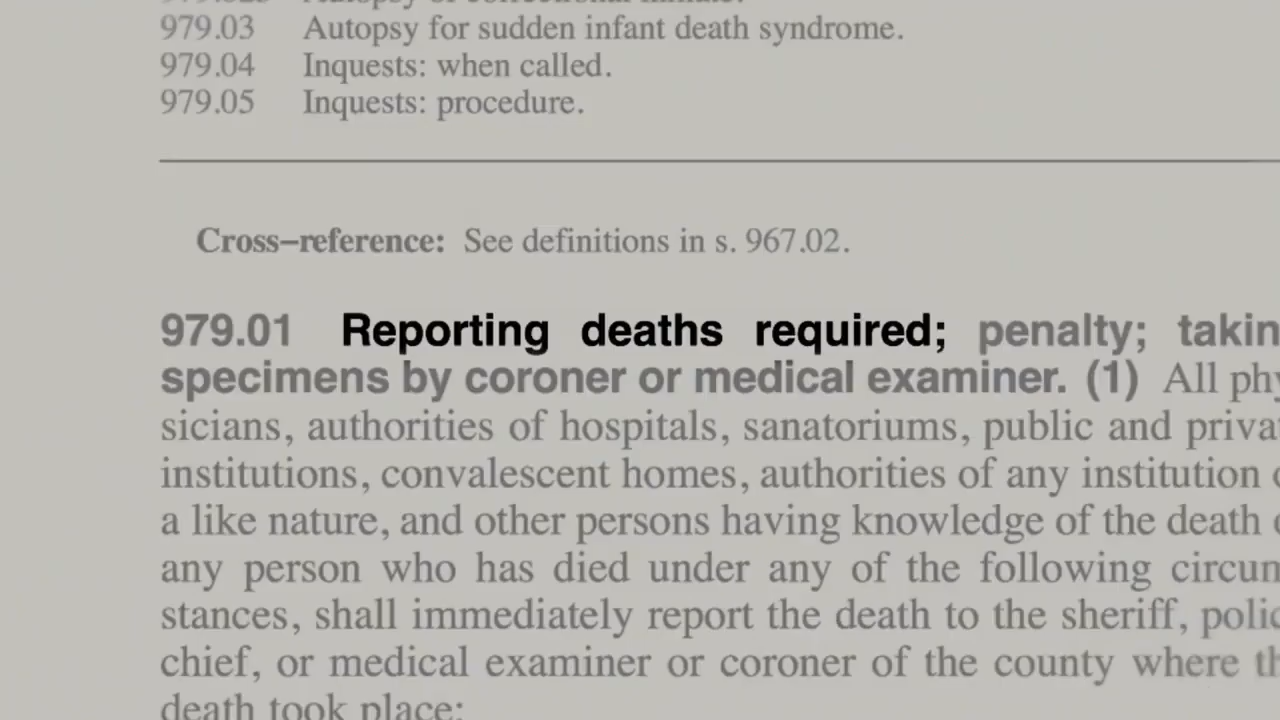 979.03 Autopsy for sudden infant death syndrome.
979.04 Inquests: when called.
979.05 Inquests: procedure.
Cross–reference: See definitions in s. 967.02.
979.01 Reporting deaths required; penalty; takin
specimens by coroner or medical examiner. (1) All phy
sicians, authorities of hospitals, sanatoriums, public and privat
institutions, convalescent homes, authorities of any institution o
a like nature, and other persons having knowledge of the death o
any person who has died under any of the following circum
stances, shall immediately report the death to the sheriff, polic
chief, or medical examiner or coroner of the county where th
death took place: